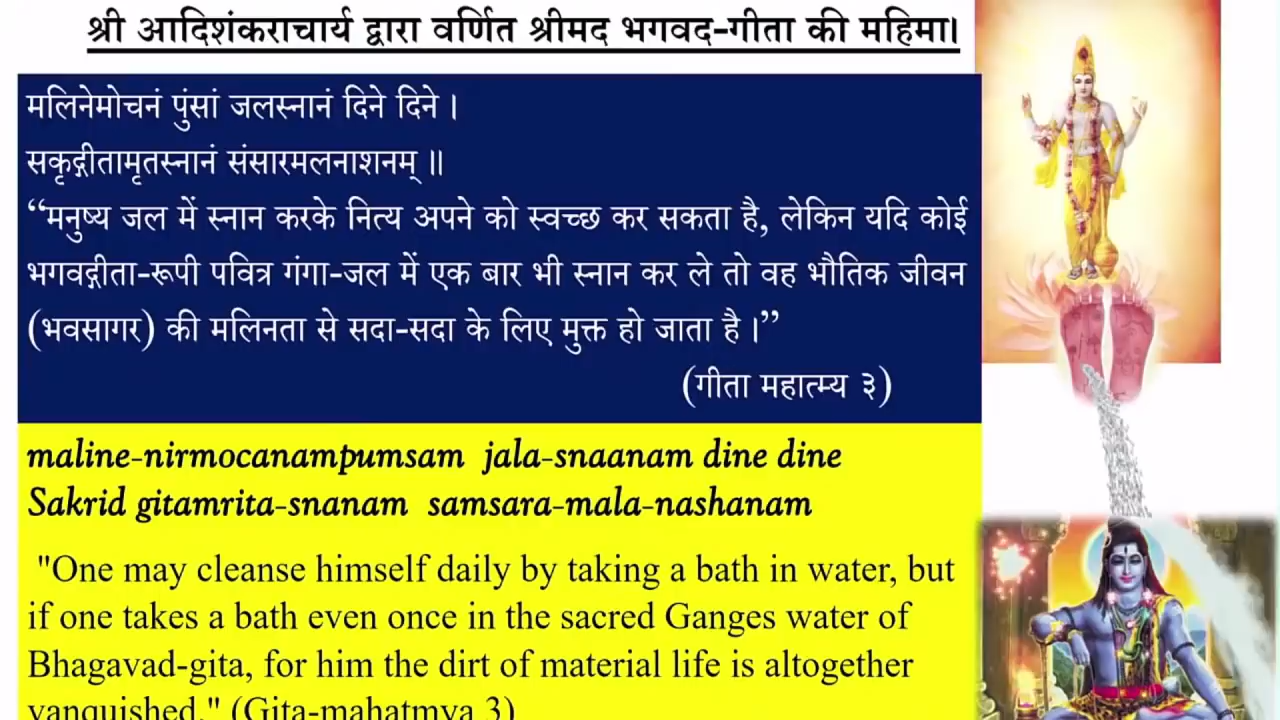 श्री आदिशंकराचार्य द्वारा वर्णित श्रीमद भगवद-गीता की महिमा।
मलिनेमोचनं पुंसां जलस्नानं दिने दिने ।
सकृद्गीतामृतस्नानं संसारमलनाशनम् ॥
“मनुष्य जल में स्नान करके नित्य अपने को स्वच्छ कर सकता है, लेकिन यदि कोई
भगवद्गीता-रूपी पवित्र गंगा-जल में एक बार भी स्नान कर ले तो वह भौतिक जीवन
(भवसागर) की मलिनता से सदा-सदा के लिए मुक्त हो जाता है ।”
(गीता महात्म्य ३)
maline-nirmocanampumsam jala-snaanam dine dine
Sakrid gitamrita-snanam samsara-mala-nashanam
"One may cleanse himself daily by taking a bath in water, but
if one takes a bath even once in the sacred Ganges water of
Bhagavad-gita, for him the dirt of material life is altogether
vanquished." (Gita-mahatmya 3)